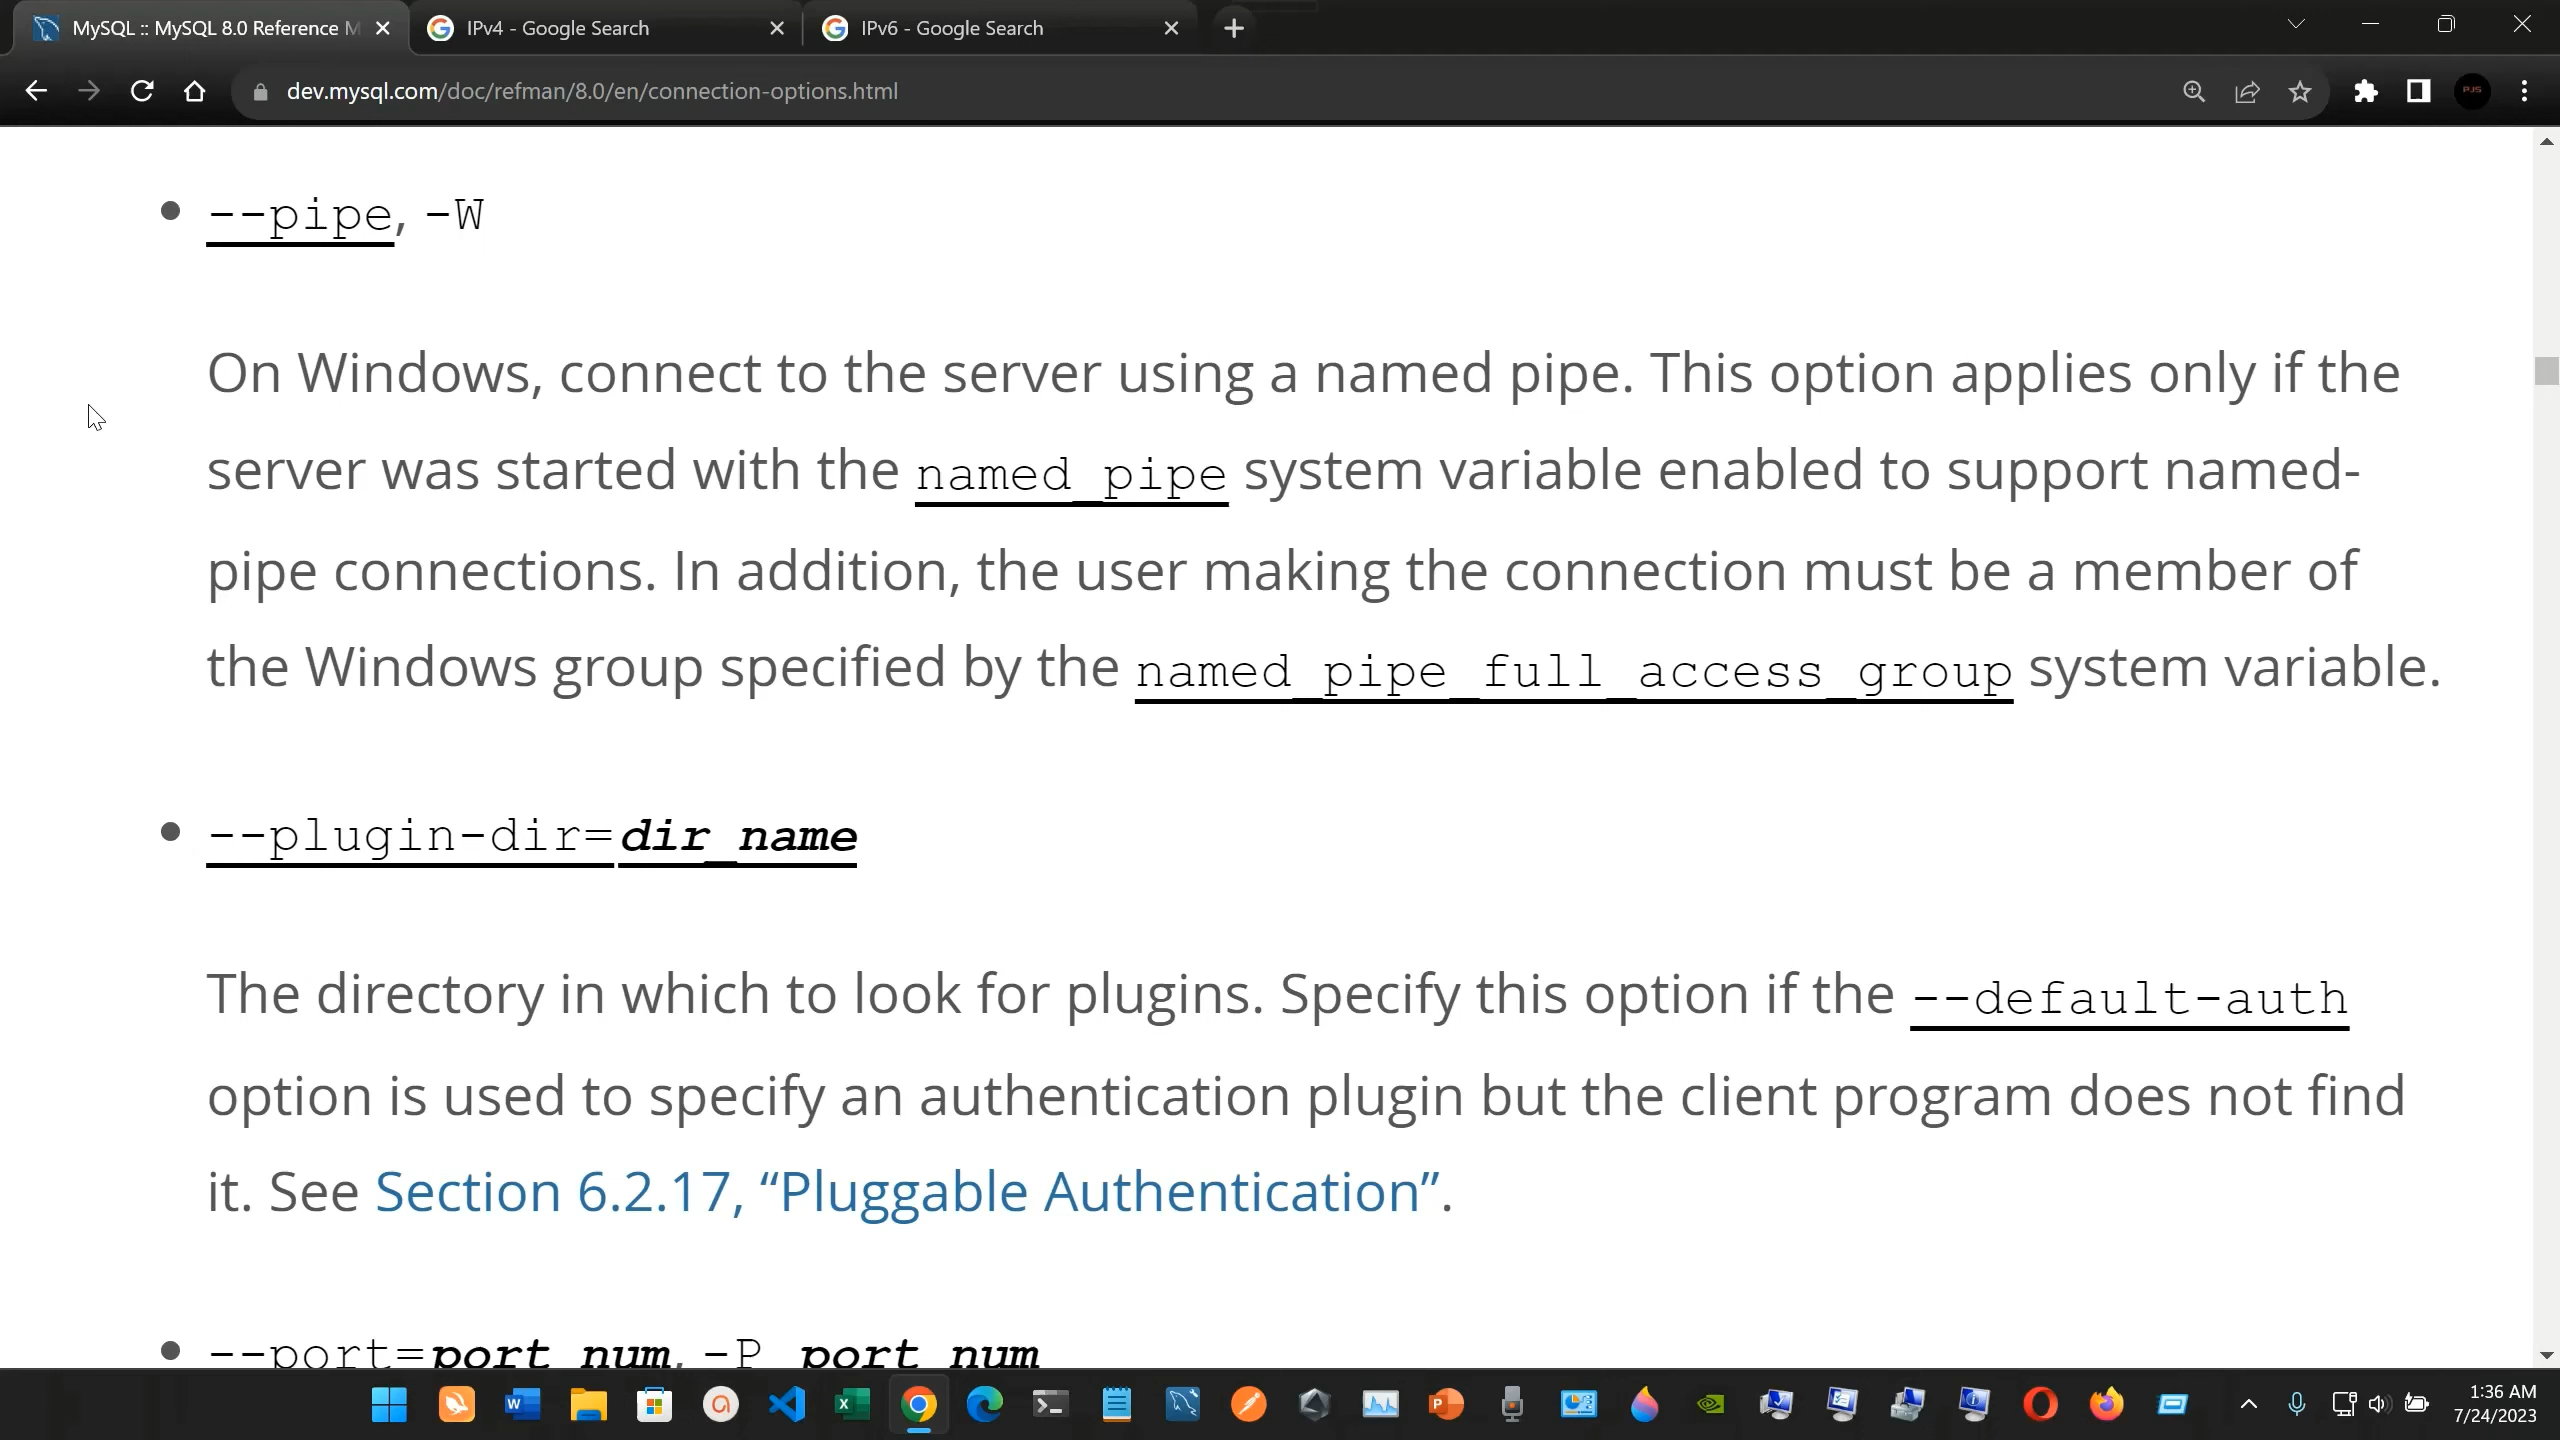 MySQL :: MySQL 8.0 Reference M
IPv4 - Google Search
IPv6 - Google Search
dev.mysql.com/doc/refman/8.0/en/connection-options.html
PJS
--pipe, -W
On Windows, connect to the server using a named pipe. This option applies only if the
server was started with the named_pipe system variable enabled to support named-
pipe connections. In addition, the user making the connection must be a member of
the Windows group specified by the named_pipe_full_access_group system variable.
--plugin-dir=dir_name
The directory in which to look for plugins. Specify this option if the --default-auth
option is used to specify an authentication plugin but the client program does not find
it. See Section 6.2.17, “Pluggable Authentication”.
--port=port_num, -P port_num
1:36 AM
7/24/2023